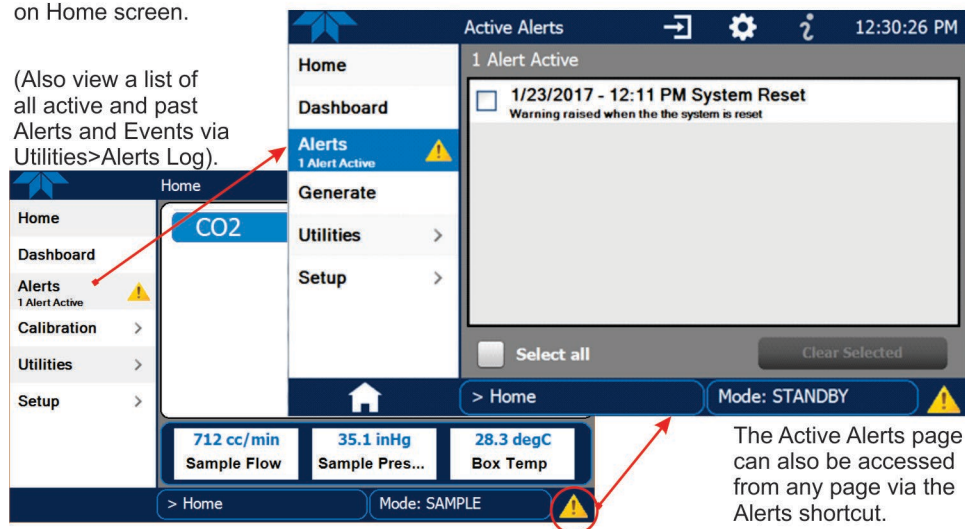 on Home screen.
(Also view a list of
all active and past
Alerts and Events via
Utilities>Alerts Log).
Active Alerts
12:30:26 PM
Home
Dashboard
Alerts
1 Alert Active
Generate
Utilities >
Setup >
1 Alert Active
1/23/2017 - 12:11 PM System Reset
Warning raised when the the system is reset
Select all
Clear Selected
> Home
Mode: STANDBY
Home
Home
Dashboard
Alerts
1 Alert Active
Calibration >
Utilities >
Setup >
CO2
712 cc/min
Sample Flow
35.1 inHg
Sample Pres...
28.3 degC
Box Temp
> Home
Mode: SAMPLE
The Active Alerts page
can also be accessed
from any page via the
Alerts shortcut.